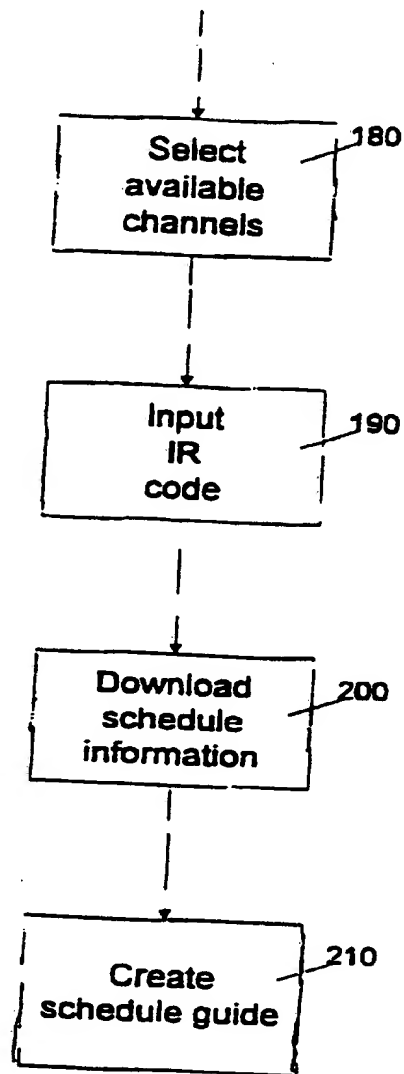 Select
available
channels
180
Input
IR
code
190
Download
schedule
information
200
Create
schedule guide
210